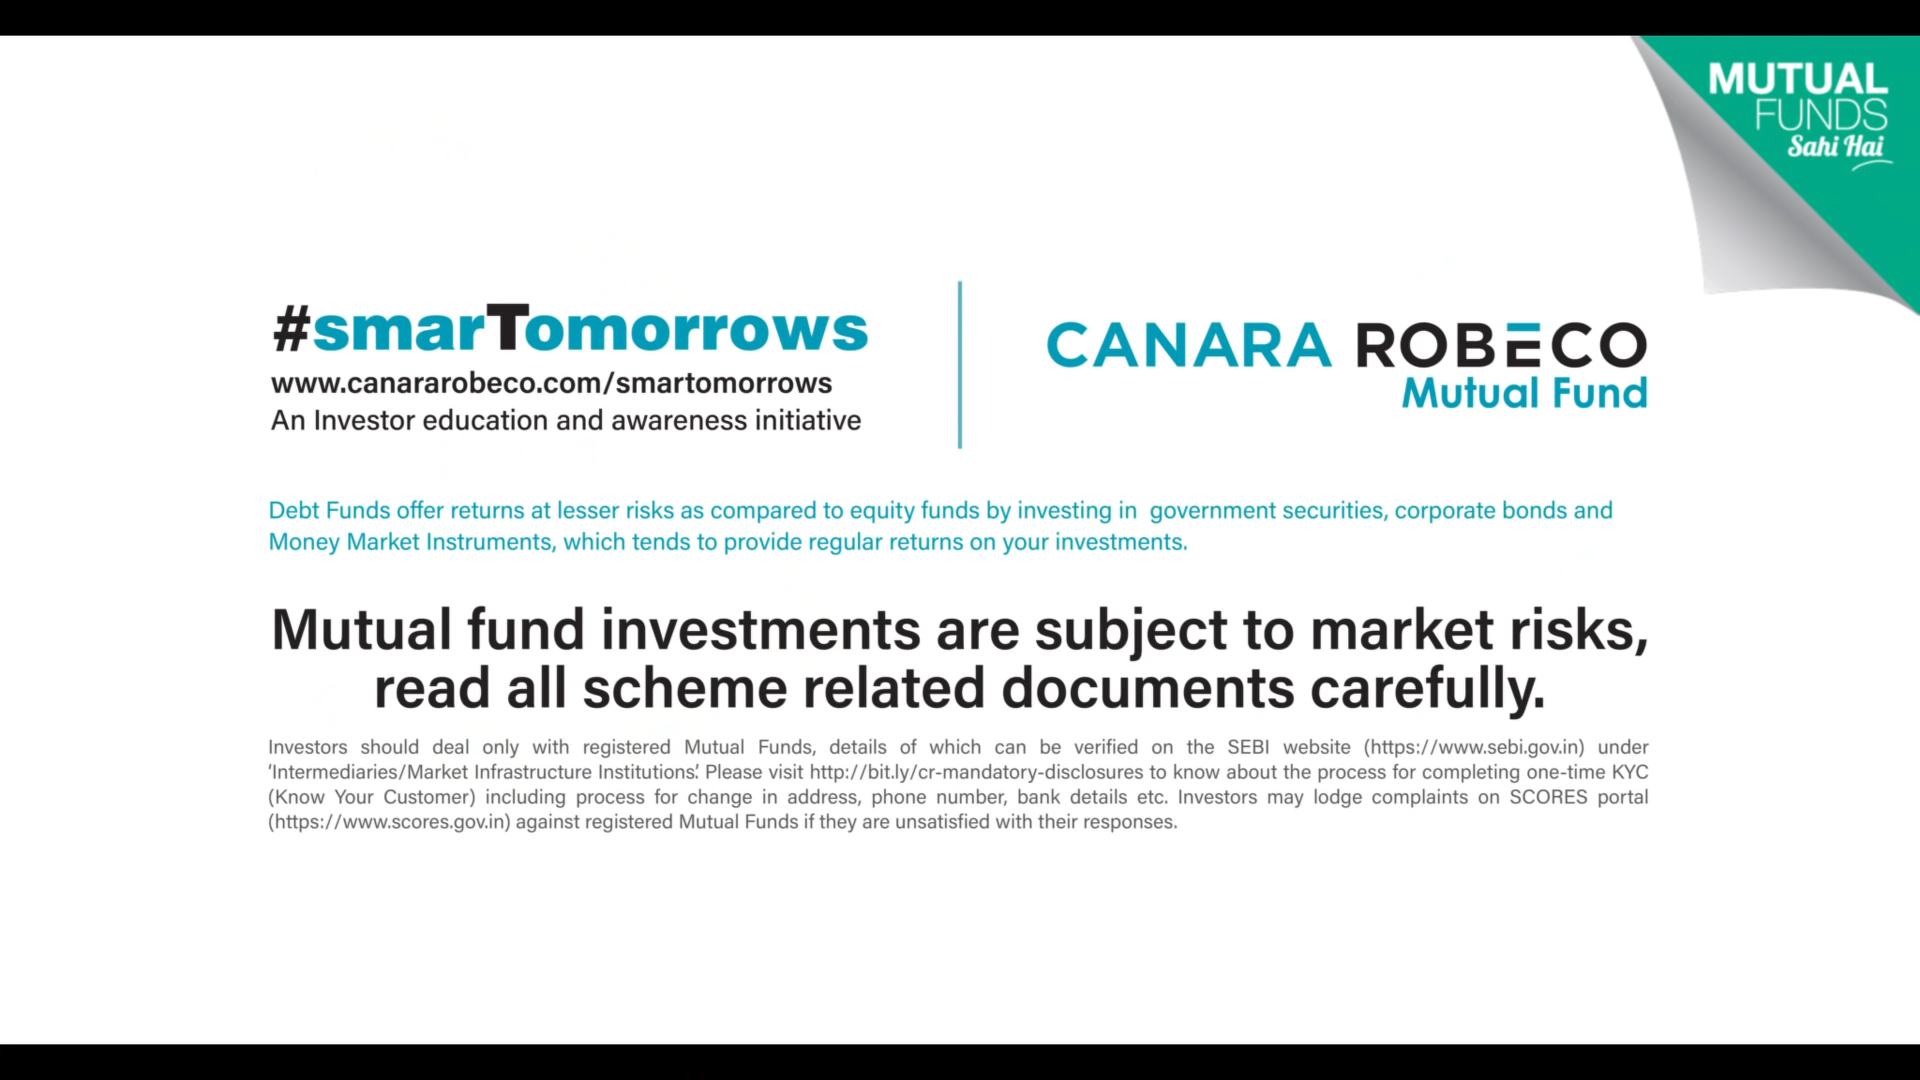 MUTUAL
FUNDS
Sahi Hai
#smarTomorrows
www.canararobeco.com/smartomorrows
An Investor education and awareness initiative
CANARA ROBECO
Mutual Fund
Debt Funds offer returns at lesser risks as compared to equity funds by investing in government securities, corporate bonds and
Money Market Instruments, which tends to provide regular returns on your investments.
Mutual fund investments are subject to market risks,
read all scheme related documents carefully.
Investors should deal only with registered Mutual Funds, details of which can be verified on the SEBI website (https://www.sebi.gov.in) under
'Intermediaries/Market Infrastructure Institutions'. Please visit http://bit.ly/cr-mandatory-disclosures to know about the process for completing one-time KYC
(Know Your Customer) including process for change in address, phone number, bank details etc. Investors may lodge complaints on SCORES portal
(https://www.scores.gov.in) against registered Mutual Funds if they are unsatisfied with their responses.